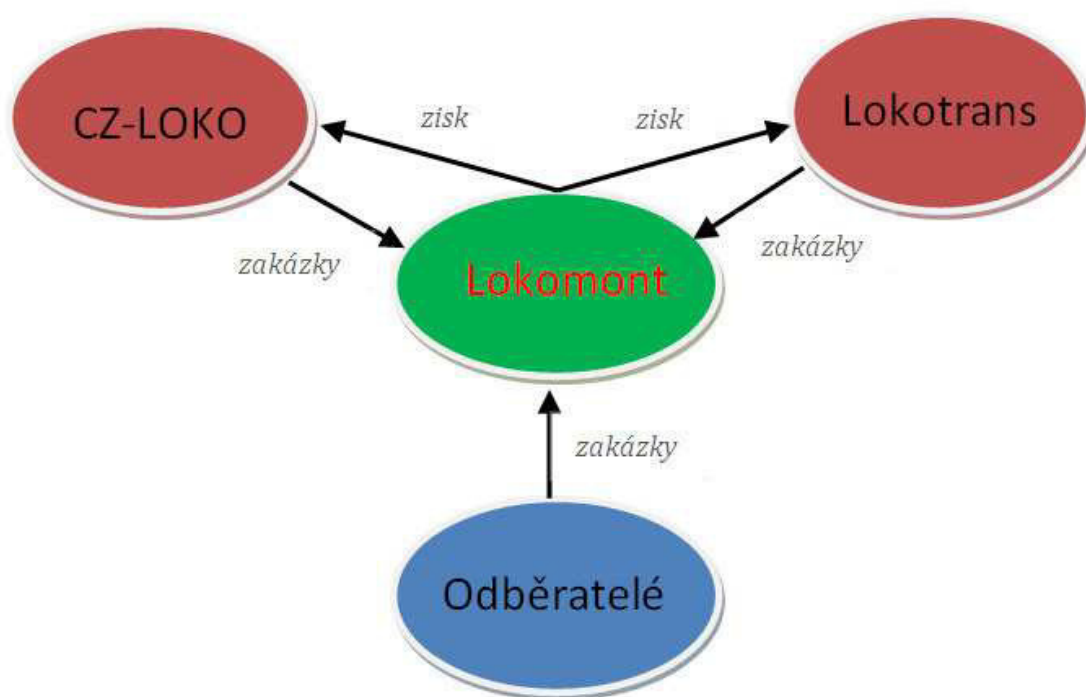 CZ-LOKO
Lokotrans
zisk
zisk
zakázky
zakázky
Lokomont
zakázky
Odběratelé